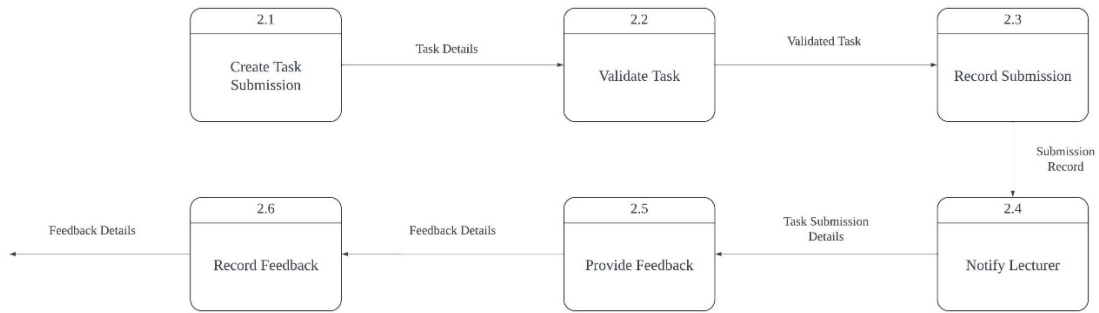 2.1
Create Task
Submission
Task Details
2.2
Validate Task
Validated Task
2.3
Record Submission
Submission
Record
2.4
Notify Lecturer
Task Submission
Details
2.5
Provide Feedback
Feedback Details
2.6
Record Feedback
Feedback Details